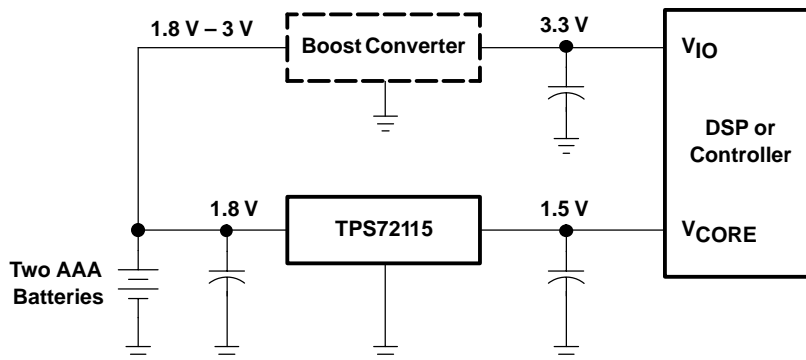 1.8 V – 3 V
Boost Converter
3.3 V
VIO
DSP or
Controller
1.8 V
TPS72115
1.5 V
VCORE
Two AAA
Batteries